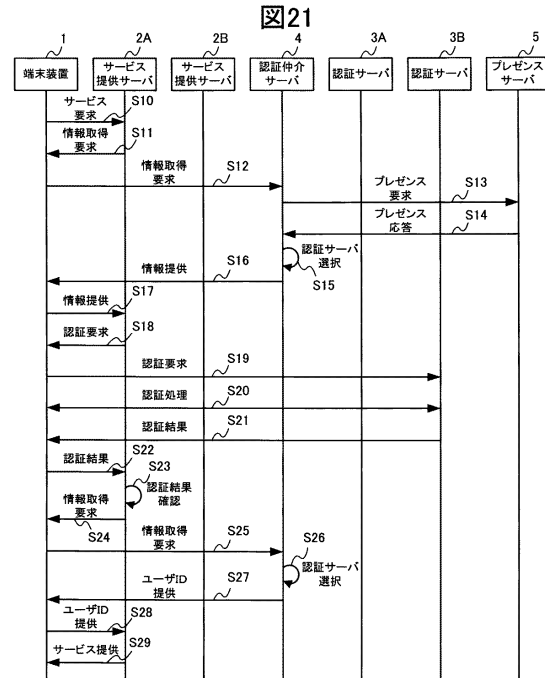 図21
1
2A
2B
4
3A
3B
5
端末装置
サービス
提供サーバ
サービス
提供サーバ
認証仲介
サーバ
認証サーバ
認証サーバ
プレゼンス
サーバ
サービス
要求
S10
情報取得
要求
S11
情報取得
要求
S12
プレゼンス
要求
S13
プレゼンス
応答
S14
認証サーバ
選択
S15
情報提供
S16
情報提供
S17
認証要求
S18
認証要求
S19
認証処理
S20
認証結果
S21
認証結果
S22
S23
認証結果
確認
情報取得
要求
S24
情報取得
要求
S25
S26
認証サーバ
選択
ユーザID
提供
S27
ユーザID
提供
S28
サービス提供
S29